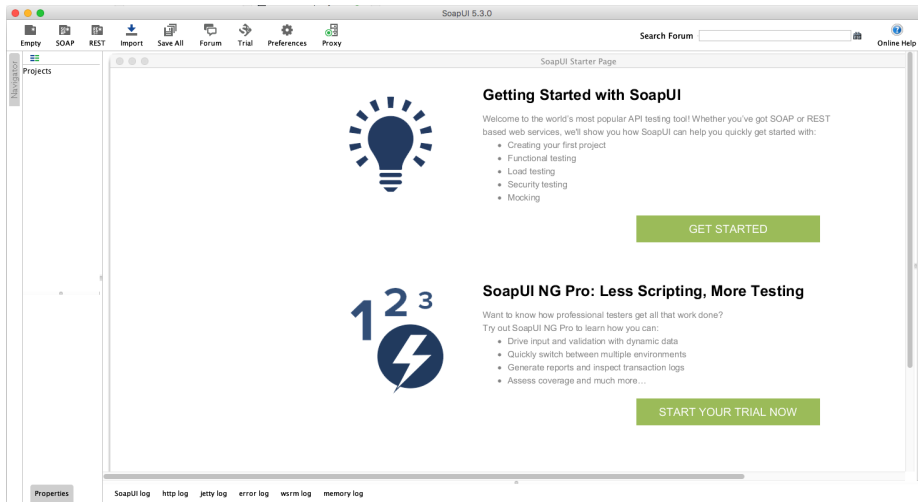 SoapUI 5.3.0
Empty SOAP REST Import Save All Forum Trial Preferences Proxy Search Forum Online Help
Navigator
Projects
SoapUI Starter Page
Getting Started with SoapUI
Welcome to the world's most popular API testing tool! Whether you've got SOAP or REST
based web services, we'll show you how SoapUI can help you quickly get started with:
Creating your first project
Functional testing
Load testing
Security testing
Mocking
GET STARTED
1 2 3
SoapUI NG Pro: Less Scripting, More Testing
Want to know how professional testers get all that work done?
Try out SoapUI NG Pro to learn how you can:
Drive input and validation with dynamic data
Quickly switch between multiple environments
Generate reports and inspect transaction logs
Assess coverage and much more…
START YOUR TRIAL NOW
Properties SoapUI log http log jetty log error log wsrm log memory log